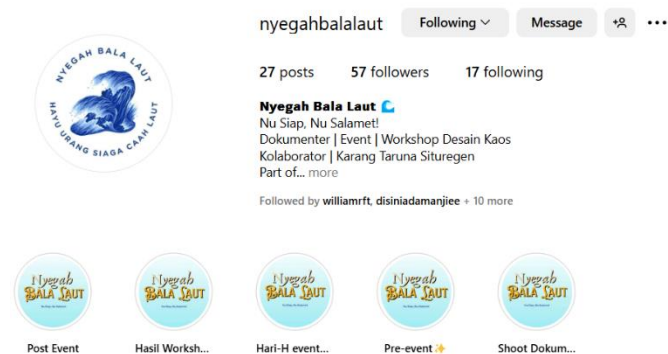 nyegahbalalaut Following Message
27 posts 57 followers 17 following
NYEGAH BALA LAUT
HAYU URANG SIAGA CAAH LAUT
Nyegah Bala Laut 🌊
Nu Siap, Nu Salamet!
Dokumenter | Event | Workshop Desain Kaos
Kolaborator | Karang Taruna Situregen
Part of... more
Followed by williamrft, disiniadamanjiee + 10 more
Nyegah
BALA LAUT
Nyegah
BALA LAUT
Nyegah
BALA LAUT
Nyegah
BALA LAUT
Nyegah
BALA LAUT
Post Event
Hasil Worksh...
Hari-H event...
Pre-event✨
Shoot Dokum...